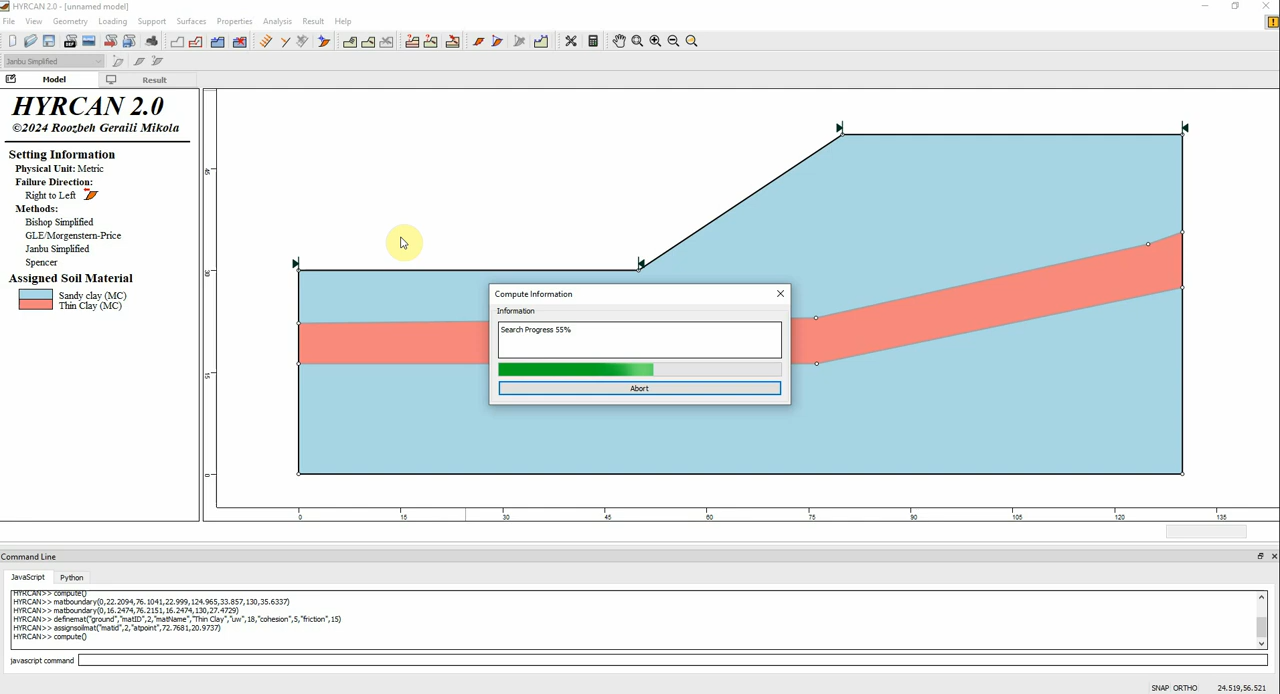 HYRCAN 2.0 - [unnamed model]
File View Geometry Loading Support Surfaces Properties Analysis Result Help
Janbu Simplified
Model Result
HYRCAN 2.0
©2024 Roozbeh Geraili Mikola
Setting Information
Physical Unit: Metric
Failure Direction:
Right to Left
Methods:
Bishop Simplified
GLE/Morgenstern-Price
Janbu Simplified
Spencer
Assigned Soil Material
Sandy clay (MC)
Thin Clay (MC)
45
30
15
0
0 15 30 45 60 75 90 105 120 135
Compute Information
Information
Search Progress 55%
Abort
Command Line
JavaScript Python
HYRCAN>> compute()
HYRCAN>> matboundary(0,22.2094,76.1041,22.999,124.965,33.857,130,35.6337)
HYRCAN>> matboundary(0,16.2474,76.2151,16.2474,130,27.4729)
HYRCAN>> definemat("ground","matID",2,"matName","Thin Clay","uw",18,"cohesion",5,"friction",15)
HYRCAN>> assignsoilmat("matid",2,"atpoint",72.7681,20.9737)
HYRCAN>> compute()
javascript command
SNAP ORTHO 24.519,56.521